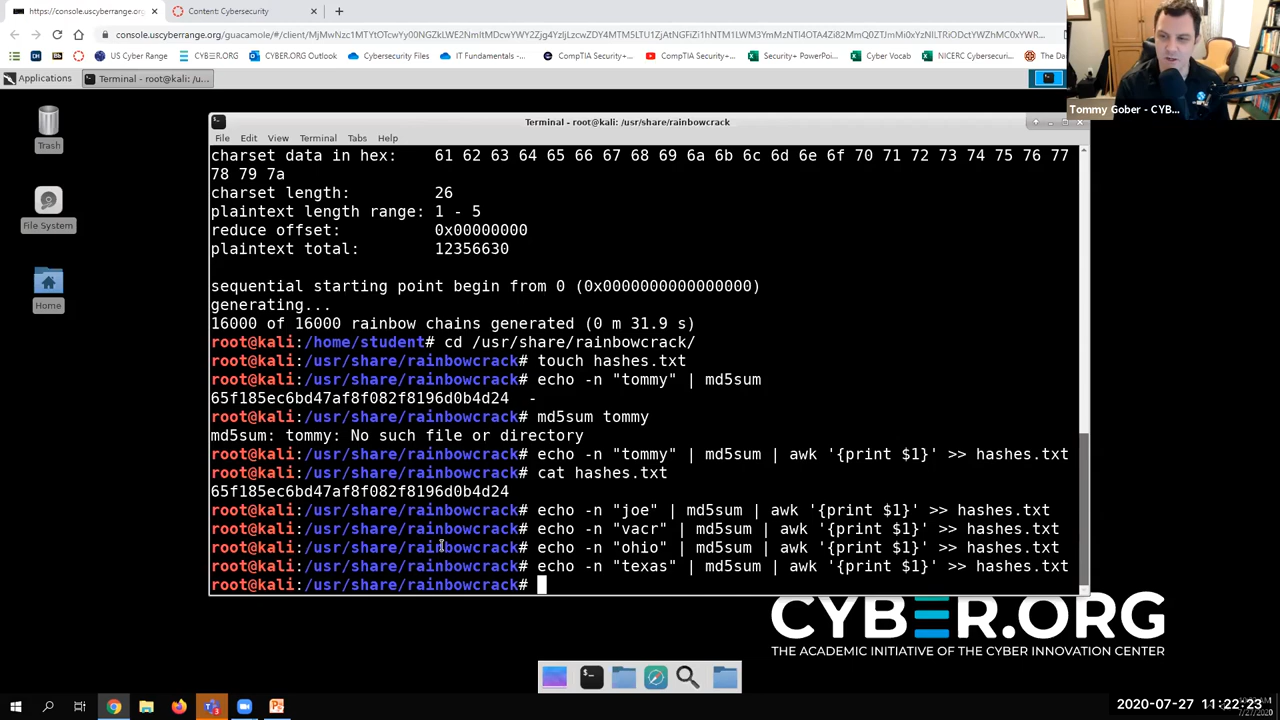 https://console.uscyberrange.org/
Content: Cybersecurity
https://console.uscyberrange.org/guacamole/#/client/
US Cyber Range
CYBER.ORG
CYBER.ORG Outlook
Cybersecurity Files
IT Fundamentals -...
CompTIA Security+...
CompTIA Security+...
Security+ PowerPoi...
Cyber Vocab
NICERC Cybersecuri...
The Da
Tommy Gober - CYB...
Applications
Terminal - root@kali: /u...
Trash
File System
Home
Terminal - root@kali: /usr/share/rainbowcrack
File Edit View Terminal Tabs Help
charset data in hex: 61 62 63 64 65 66 67 68 69 6a 6b 6c 6d 6e 6f 70 71 72 73 74 75 76 77
78 79 7a
charset length: 26
plaintext length range: 1 - 5
reduce offset: 0x00000000
plaintext total: 12356630
sequential starting point begin from 0 (0x0000000000000000)
generating...
16000 of 16000 rainbow chains generated (0 m 31.9 s)
root@kali:/home/student# cd /usr/share/rainbowcrack/
root@kali:/usr/share/rainbowcrack# touch hashes.txt
root@kali:/usr/share/rainbowcrack# echo -n "tommy" | md5sum
65f185ec6bd47af8f082f8196d0b4d24 -
root@kali:/usr/share/rainbowcrack# md5sum tommy
md5sum: tommy: No such file or directory
root@kali:/usr/share/rainbowcrack# echo -n "tommy" | md5sum | awk '{print $1}' >> hashes.txt
root@kali:/usr/share/rainbowcrack# cat hashes.txt
65f185ec6bd47af8f082f8196d0b4d24
root@kali:/usr/share/rainbowcrack# echo -n "joe" | md5sum | awk '{print $1}' >> hashes.txt
root@kali:/usr/share/rainbowcrack# echo -n "vacr" | md5sum | awk '{print $1}' >> hashes.txt
root@kali:/usr/share/rainbowcrack# echo -n "ohio" | md5sum | awk '{print $1}' >> hashes.txt
root@kali:/usr/share/rainbowcrack# echo -n "texas" | md5sum | awk '{print $1}' >> hashes.txt
root@kali:/usr/share/rainbowcrack#
CYBER.ORG
THE ACADEMIC INITIATIVE OF THE CYBER INNOVATION CENTER
2020-07-27 11:22:23